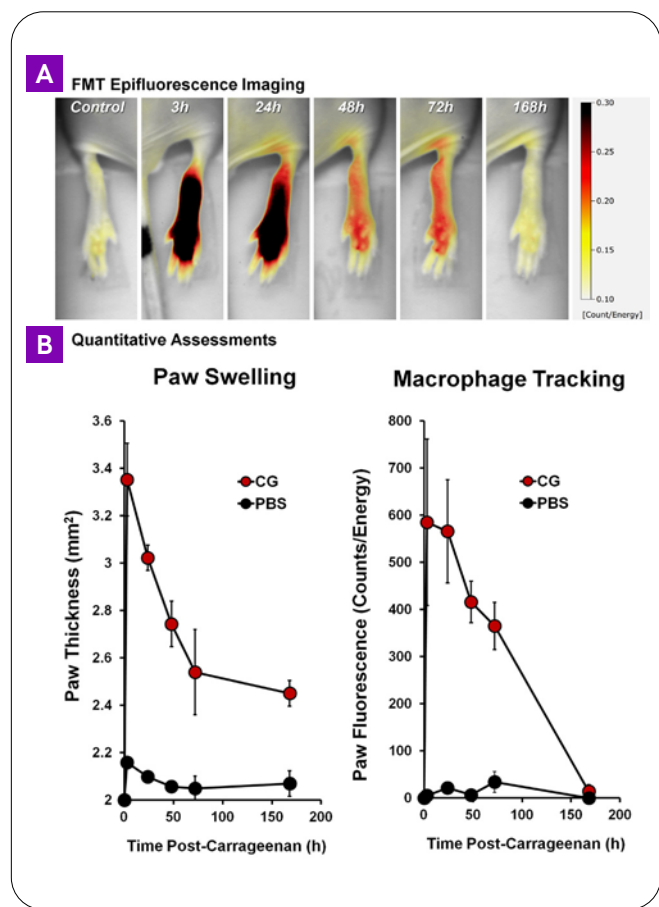 A
FMT Epifluorescence Imaging
Control 3h 24h 48h 72h 168h
0.30
0.25
0.20
0.15
0.10
[Count/Energy]
B
Quantitative Assessments
Paw Swelling
Paw Thickness (mm²)
3.6
3.4
3.2
3
2.8
2.6
2.4
2.2
2
CG
PBS
0 50 100 150 200
Time Post-Carrageenan (h)
Macrophage Tracking
Paw Fluorescence (Counts/Energy)
800
700
600
500
400
300
200
100
0
CG
PBS
0 50 100 150 200
Time Post-Carrageenan (h)